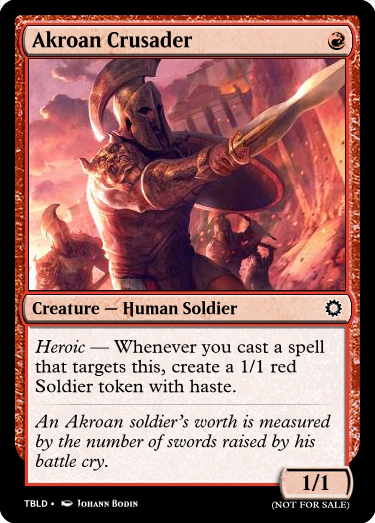 Akroan Crusader
Creature — Human Soldier
Heroic — Whenever you cast a spell
that targets this, create a 1/1 red
Soldier token with haste.
An Akroan soldier's worth is measured
by the number of swords raised by his
battle cry.
1/1
TBLD • Johann Bodin
(NOT FOR SALE)